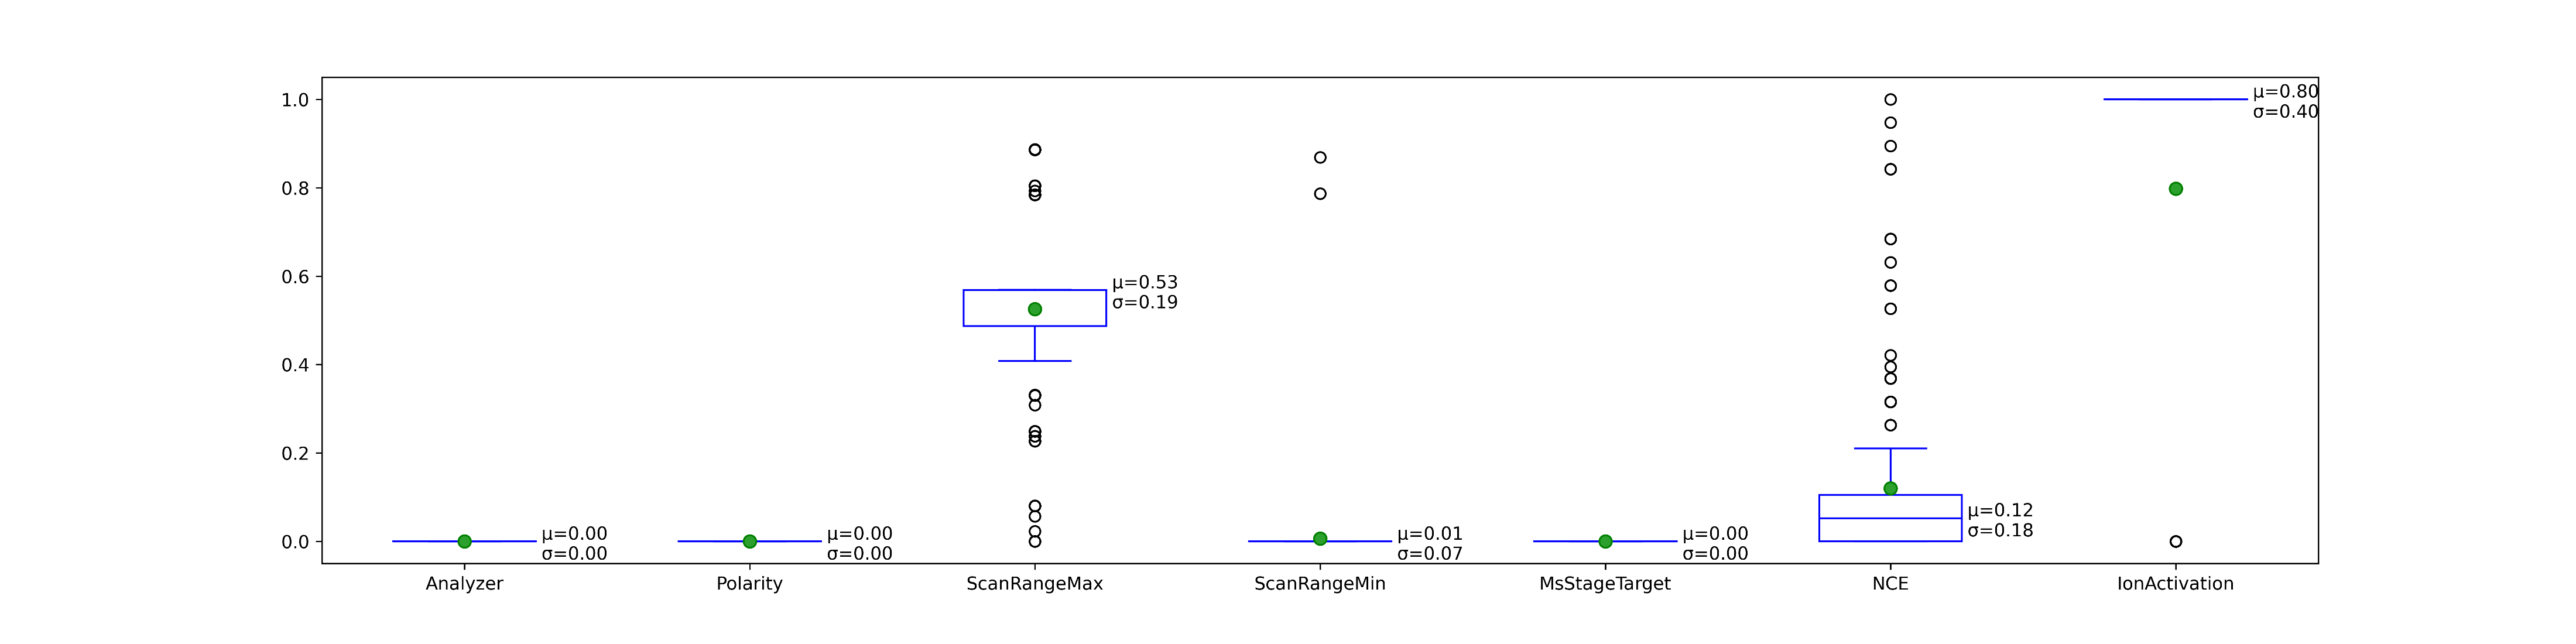 1.0
0.8
0.6
0.4
0.2
0.0
μ=0.00
σ=0.00
μ=0.00
σ=0.00
μ=0.53
σ=0.19
μ=0.01
σ=0.07
μ=0.00
σ=0.00
μ=0.12
σ=0.18
μ=0.80
σ=0.40
Analyzer Polarity ScanRangeMax ScanRangeMin MsStageTarget NCE IonActivation